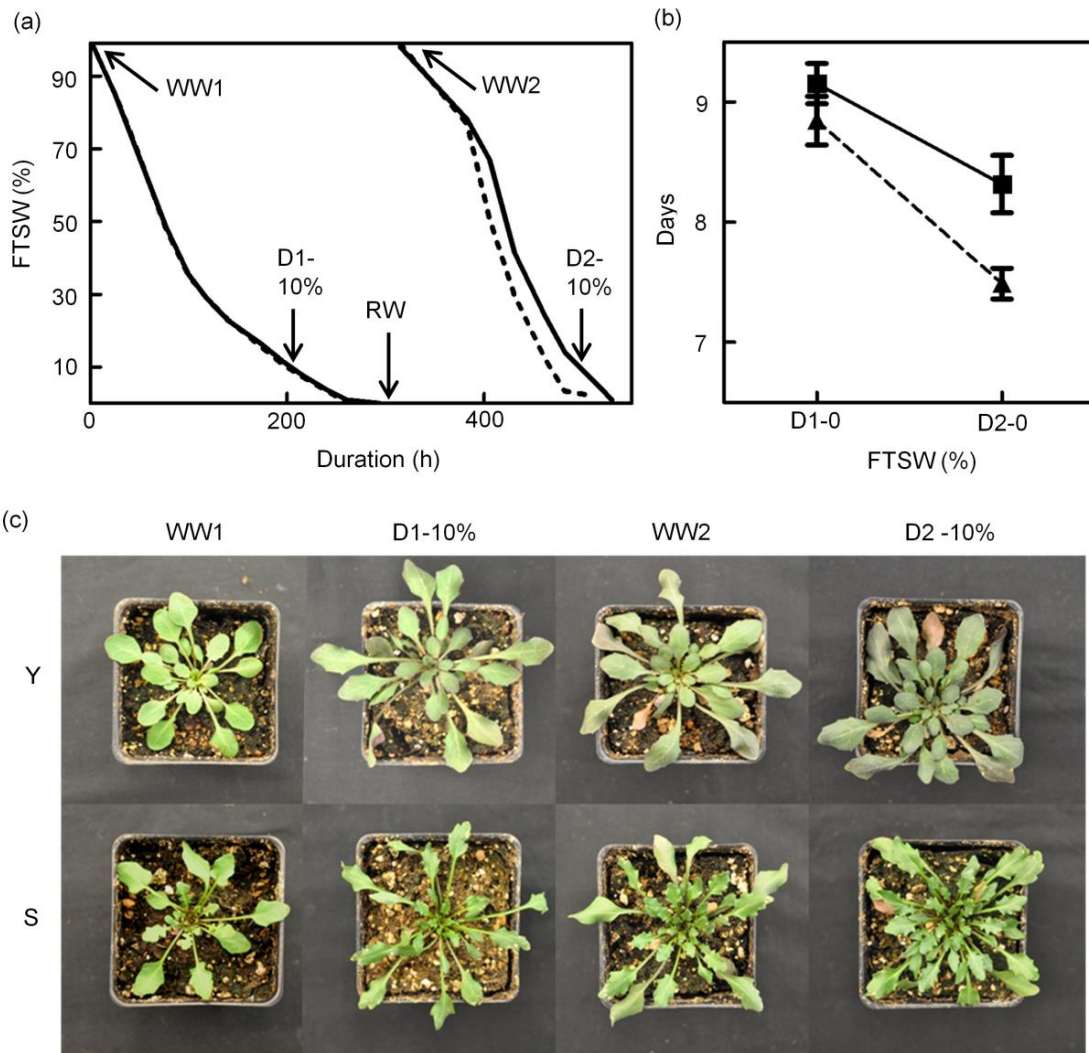 (a)
FTSW (%)
90
70
50
30
10
0
200
400
Duration (h)
WW1
D1-
10%
RW
WW2
D2-
10%
(b)
Days
9
7
D1-0
D2-0
FTSW (%)
(c)
WW1
D1-10%
WW2
D2 -10%
Y
S